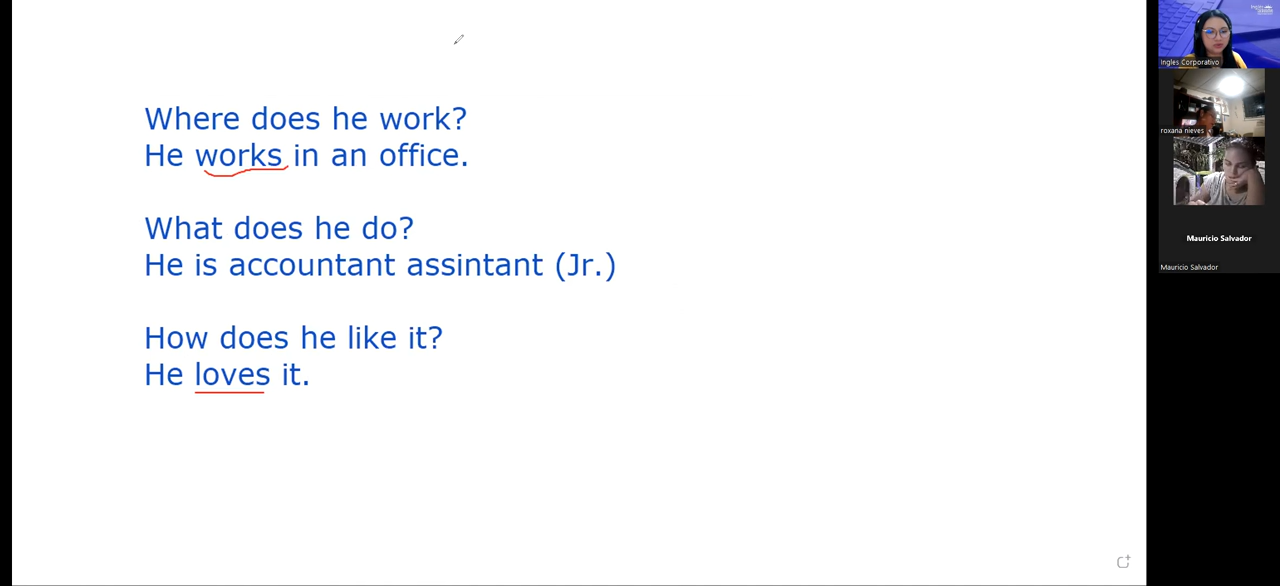 Where does he work?
He works in an office.
What does he do?
He is accountant assintant (Jr.)
How does he like it?
He loves it.
Ingles Corporativo
roxana nieves
Mauricio Salvador
Mauricio Salvador